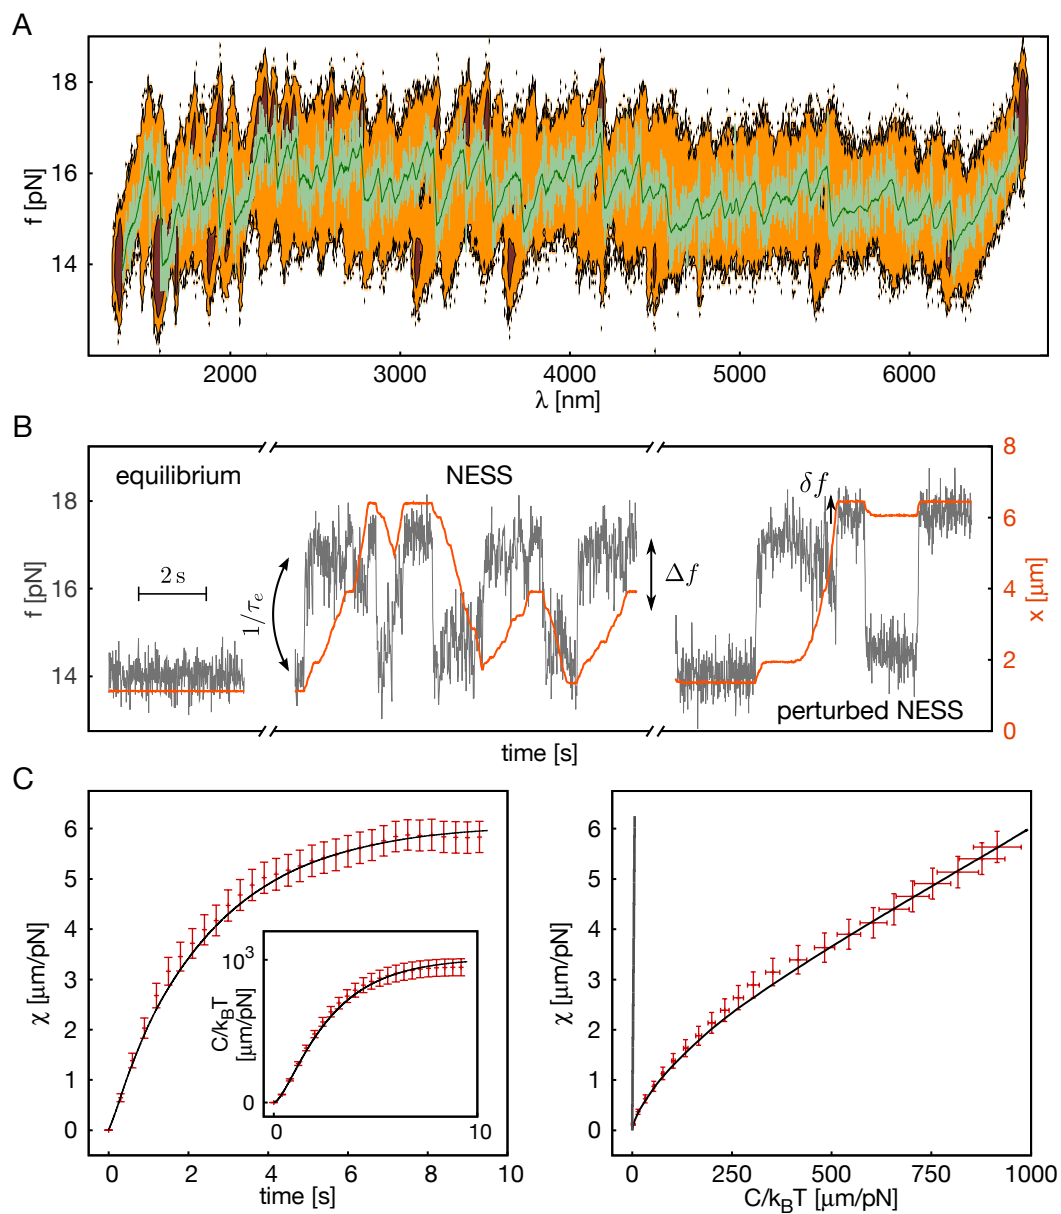 A
f [pN]
18
16
14
2000
3000
4000
5000
6000
λ [nm]
B
equilibrium
NESS
perturbed NESS
2 s
1/τe
Δf
δf
f [pN]
18
16
14
8
6
4
2
0
x [μm]
time [s]
C
χ [μm/pN]
6
5
4
3
2
1
0
0
2
4
6
8
10
time [s]
C/kBT
[μm/pN]
10³
0
0
10
χ [μm/pN]
6
5
4
3
2
1
0
0
250
500
750
1000
C/kBT [μm/pN]